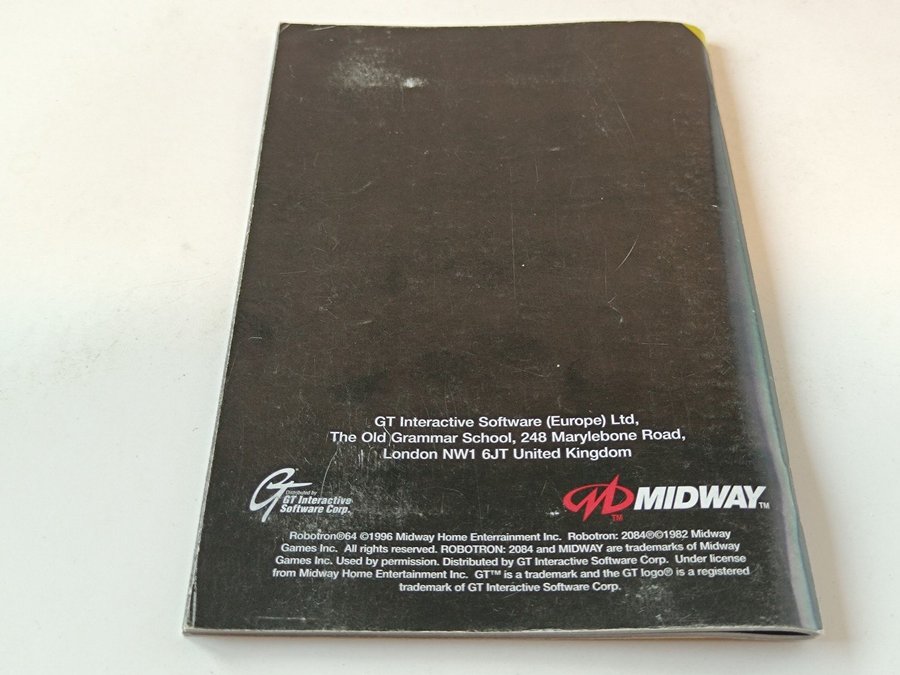 GT Interactive Software (Europe) Ltd,
The Old Grammar School, 248 Marylebone Road,
London NW1 6JT United Kingdom
GT
Distributed by
GT Interactive
Software Corp.
MIDWAY™
™
Robotron®64 ©1996 Midway Home Entertainment Inc. Robotron: 2084®©1982 Midway
Games Inc. All rights reserved. ROBOTRON: 2084 and MIDWAY are trademarks of Midway
Games Inc. Used by permission. Distributed by GT Interactive Software Corp. Under license
from Midway Home Entertainment Inc. GT™ is a trademark and the GT logo® is a registered
trademark of GT Interactive Software Corp.